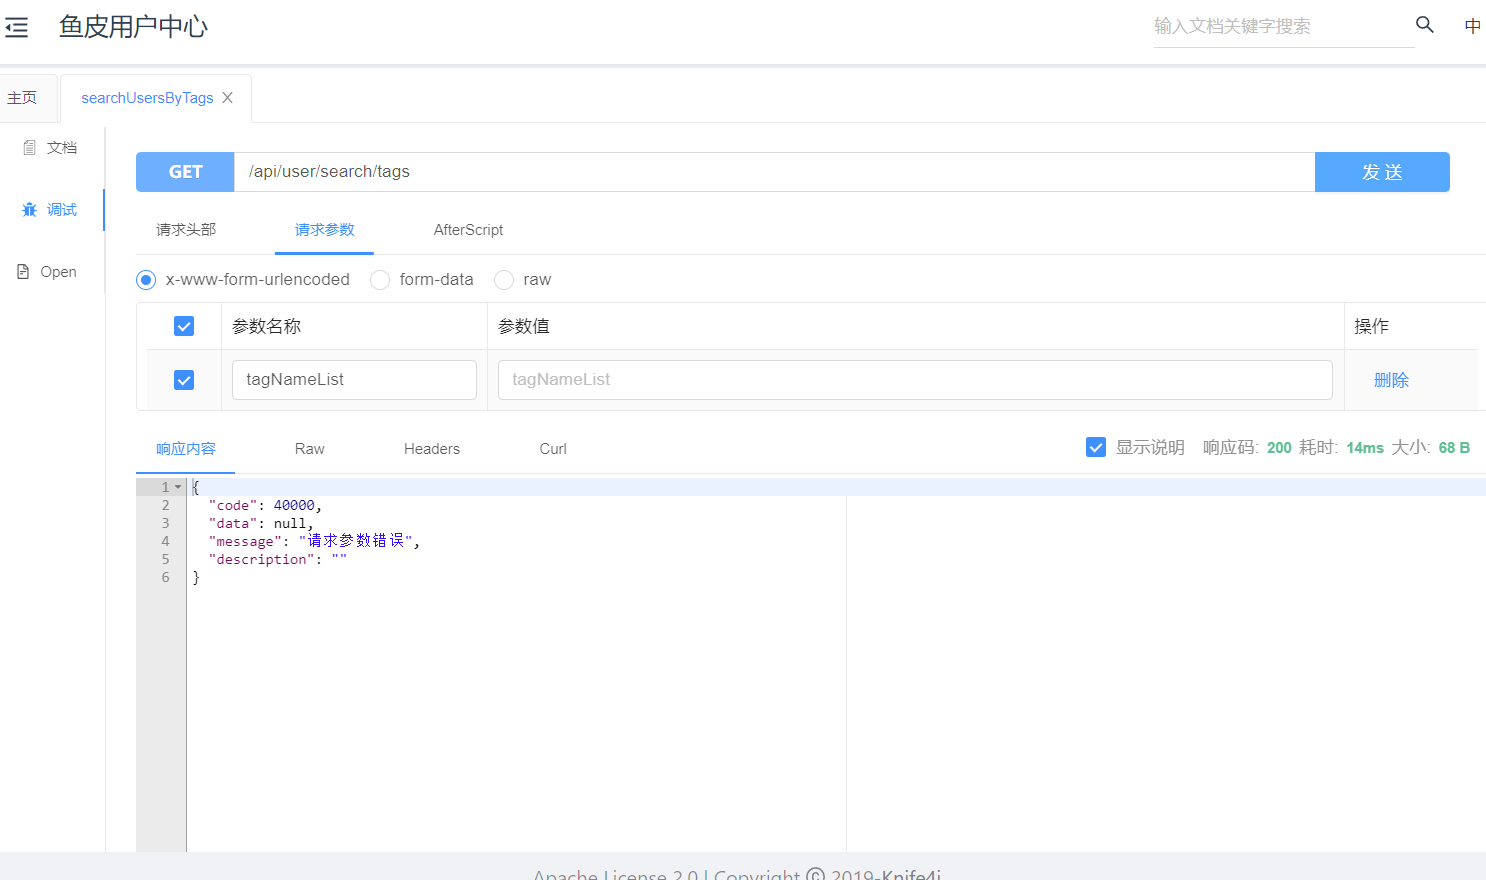 鱼皮用户中心
输入文档关键字搜索
中
主页
searchUsersByTags
文档
调试
Open
GET /api/user/search/tags 发 送
请求头部 请求参数 AfterScript
x-www-form-urlencoded form-data raw
参数名称 参数值 操作
tagNameList tagNameList 删除
响应内容 Raw Headers Curl 显示说明 响应码: 200 耗时: 14ms 大小: 68 B
1 {
2 "code": 40000,
3 "data": null,
4 "message": "请求参数错误",
5 "description": ""
6 }
Apache License 2.0 | Copyright © 2019-Knife4j